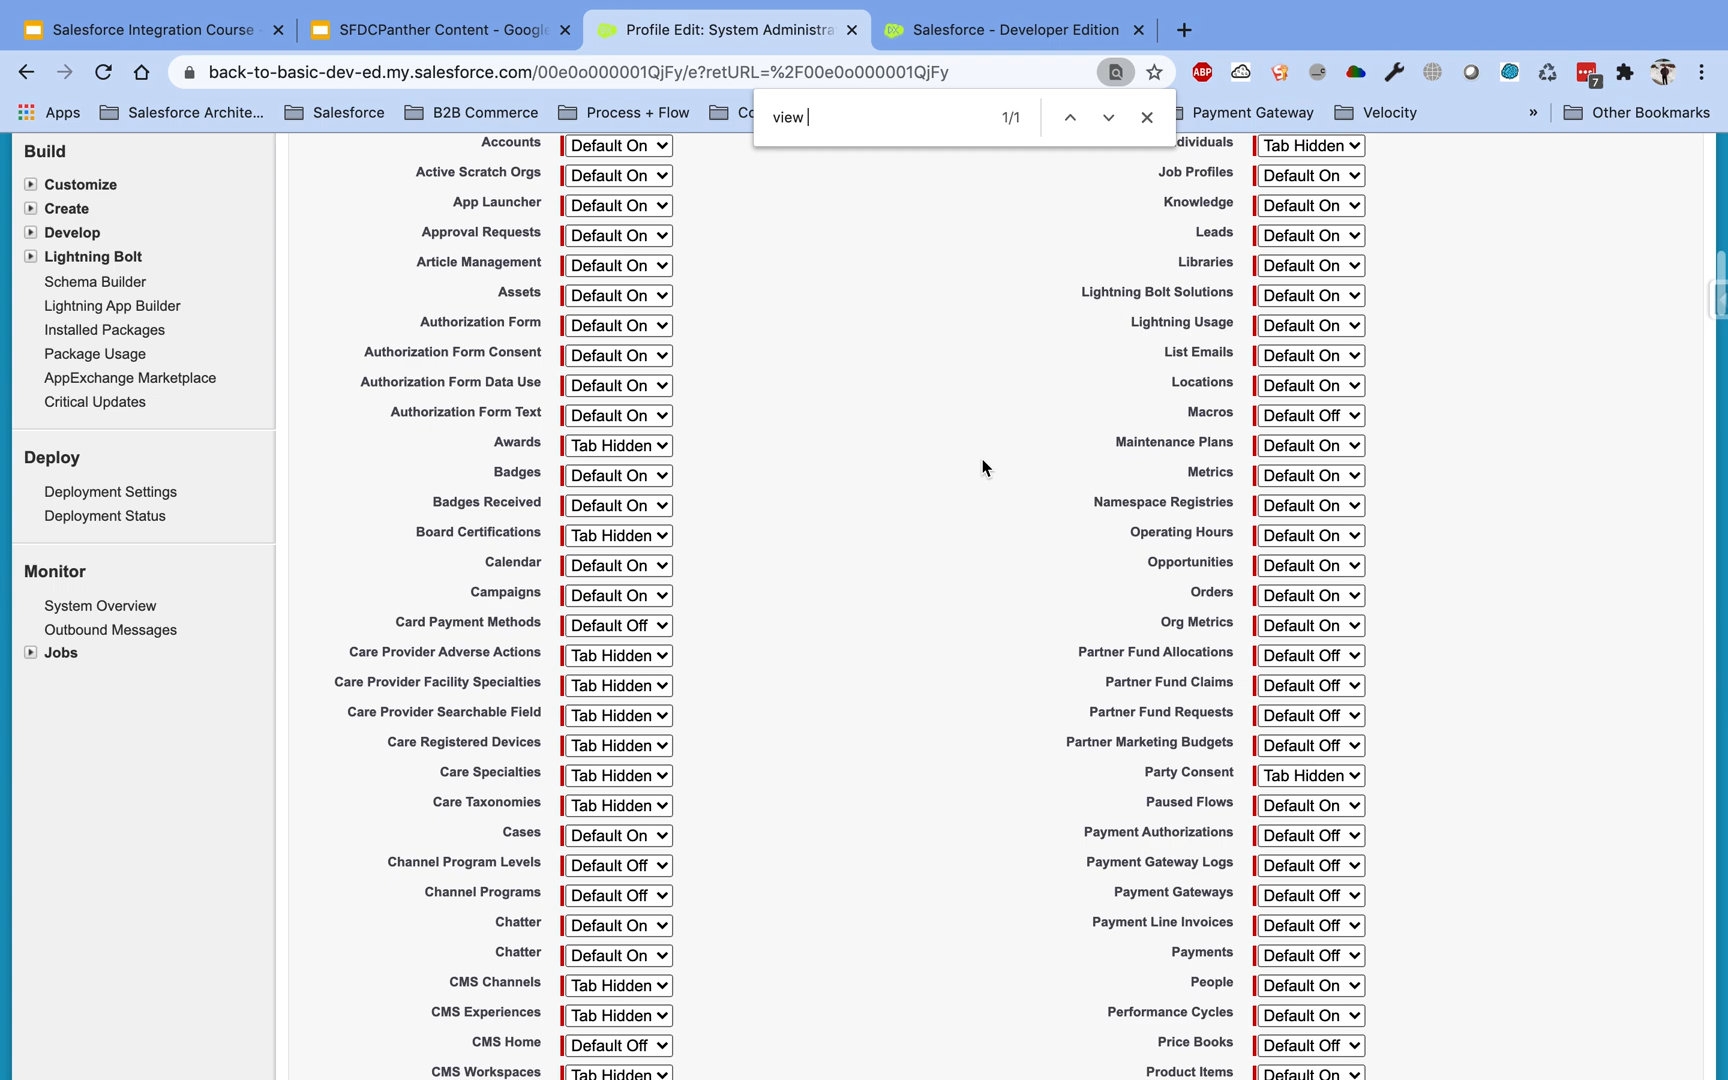 Salesforce Integration Course
SFDCPanther Content - Google
Profile Edit: System Administra
Salesforce - Developer Edition
back-to-basic-dev-ed.my.salesforce.com/00e0o000001QjFy/e?retURL=%2F00e0o000001QjFy
ABP
7
Apps
Salesforce Archite...
Salesforce
B2B Commerce
Process + Flow
Payment Gateway
Velocity
»
Other Bookmarks
view
1/1
Build
Customize
Create
Develop
Lightning Bolt
Schema Builder
Lightning App Builder
Installed Packages
Package Usage
AppExchange Marketplace
Critical Updates
Deploy
Deployment Settings
Deployment Status
Monitor
System Overview
Outbound Messages
Jobs
Accounts Default On
Active Scratch Orgs Default On
App Launcher Default On
Approval Requests Default On
Article Management Default On
Assets Default On
Authorization Form Default On
Authorization Form Consent Default On
Authorization Form Data Use Default On
Authorization Form Text Default On
Awards Tab Hidden
Badges Default On
Badges Received Default On
Board Certifications Tab Hidden
Calendar Default On
Campaigns Default On
Card Payment Methods Default Off
Care Provider Adverse Actions Tab Hidden
Care Provider Facility Specialties Tab Hidden
Care Provider Searchable Field Tab Hidden
Care Registered Devices Tab Hidden
Care Specialties Tab Hidden
Care Taxonomies Tab Hidden
Cases Default On
Channel Program Levels Default Off
Channel Programs Default Off
Chatter Default On
Chatter Default On
CMS Channels Tab Hidden
CMS Experiences Tab Hidden
CMS Home Default Off
CMS Workspaces Tab Hidden
dividuals Tab Hidden
Job Profiles Default On
Knowledge Default On
Leads Default On
Libraries Default On
Lightning Bolt Solutions Default On
Lightning Usage Default On
List Emails Default On
Locations Default On
Macros Default Off
Maintenance Plans Default On
Metrics Default On
Namespace Registries Default On
Operating Hours Default On
Opportunities Default On
Orders Default On
Org Metrics Default On
Partner Fund Allocations Default Off
Partner Fund Claims Default Off
Partner Fund Requests Default Off
Partner Marketing Budgets Default Off
Party Consent Tab Hidden
Paused Flows Default On
Payment Authorizations Default Off
Payment Gateway Logs Default Off
Payment Gateways Default Off
Payment Line Invoices Default Off
Payments Default Off
People Default On
Performance Cycles Default On
Price Books Default Off
Product Items Default On